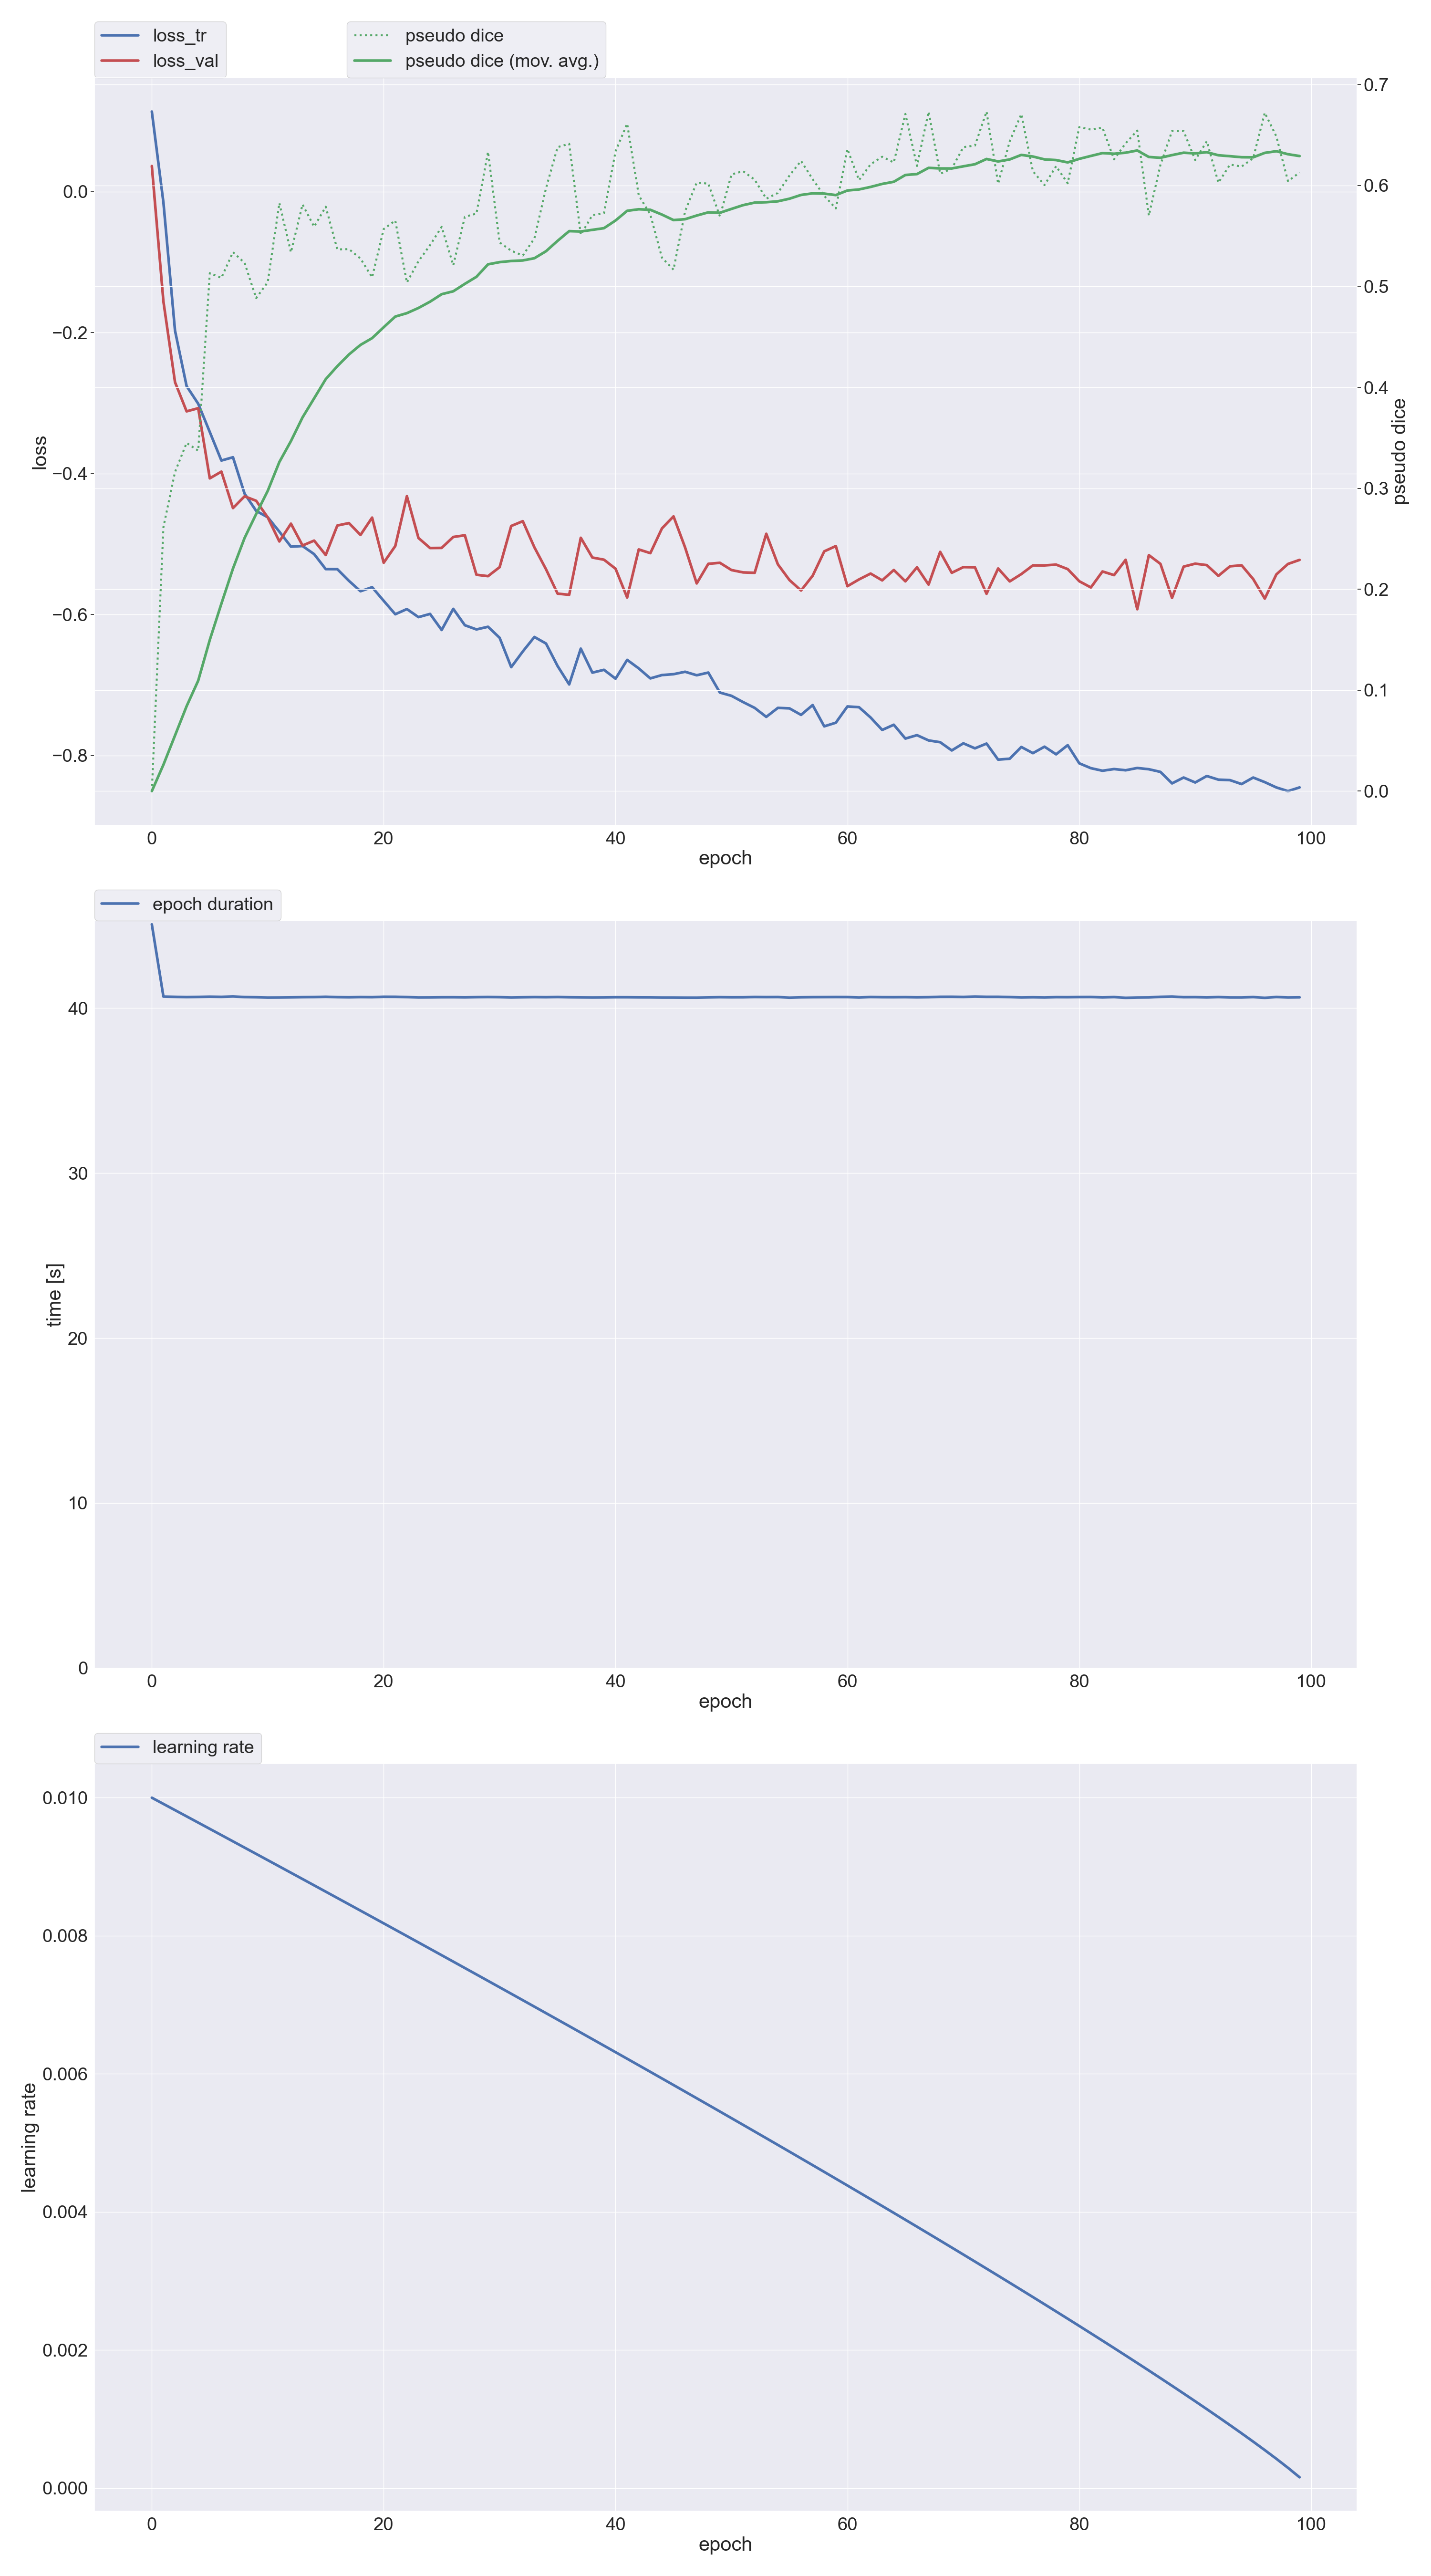 loss_tr
loss_val
pseudo dice
pseudo dice (mov. avg.)
0.0
−0.2
−0.4
−0.6
−0.8
loss
0.7
0.6
0.5
0.4
0.3
0.2
0.1
0.0
pseudo dice
0 20 40 60 80 100
epoch
epoch duration
40
30
20
10
0
time [s]
0 20 40 60 80 100
epoch
learning rate
0.010
0.008
0.006
0.004
0.002
0.000
learning rate
0 20 40 60 80 100
epoch